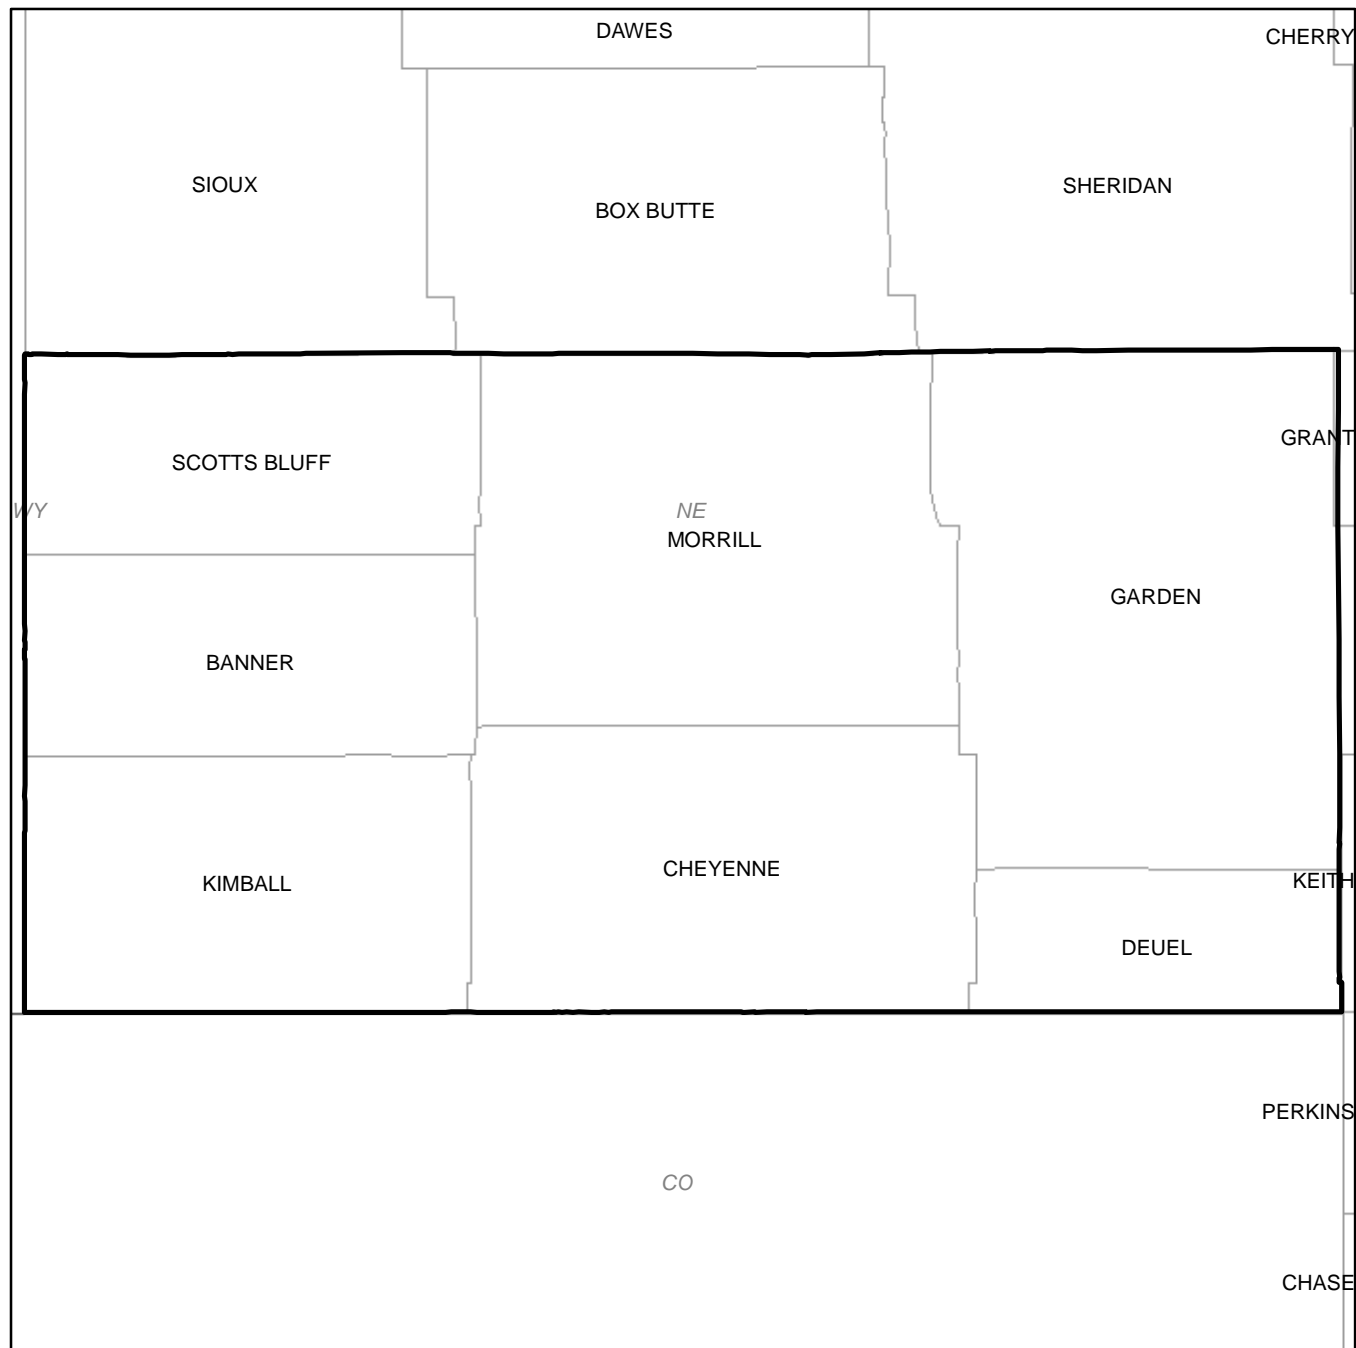 DAWES
CHERRY
SIOUX
SHERIDAN
BOX BUTTE
GRANT
SCOTTS BLUFF
WY
NE
MORRILL
GARDEN
BANNER
CHEYENNE
KEITH
KIMBALL
DEUEL
PERKINS
CO
CHASE